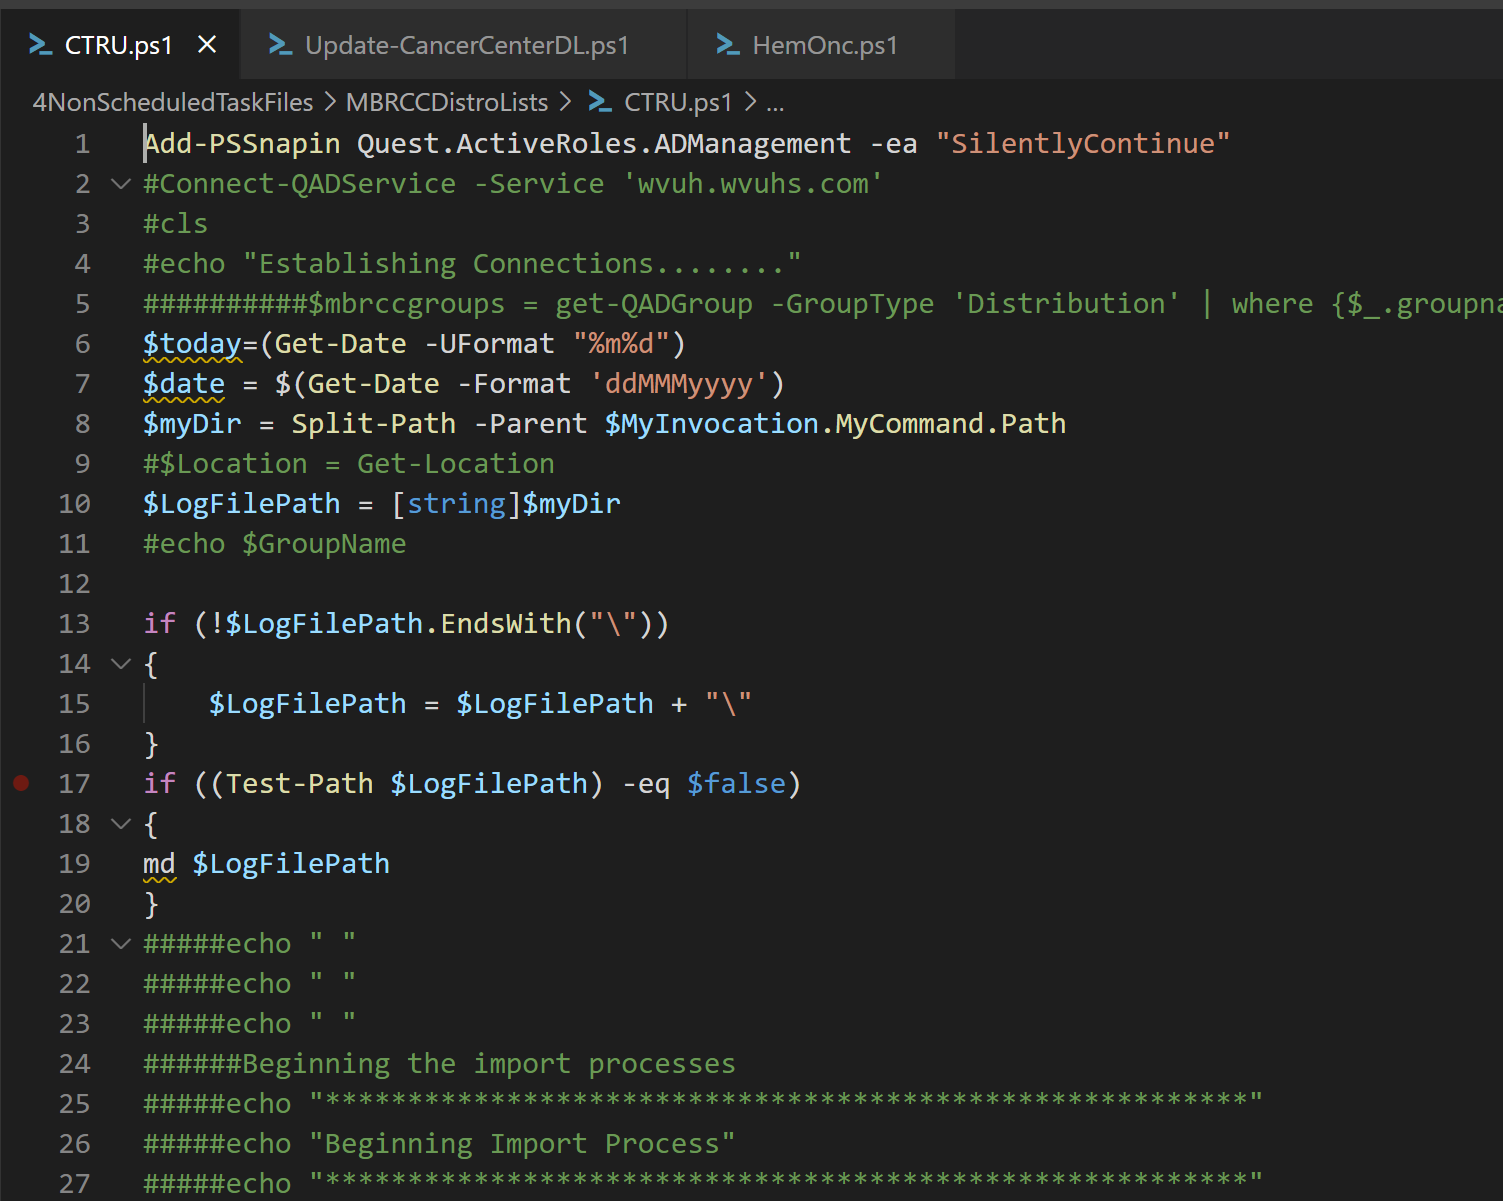 CTRU.ps1 Update-CancerCenterDL.ps1 HemOnc.ps1
4NonScheduledTaskFiles > MBRCCDistroLists > CTRU.ps1 > ...
1 Add-PSSnapin Quest.ActiveRoles.ADManagement -ea "SilentlyContinue"
2 #Connect-QADService -Service 'wvuh.wvuhs.com'
3 #cls
4 #echo "Establishing Connections........"
5 ##########$mbrccgroups = get-QADGroup -GroupType 'Distribution' | where {$_.groupna
6 $today=(Get-Date -UFormat "%m%d")
7 $date = $(Get-Date -Format 'ddMMMyyyy')
8 $myDir = Split-Path -Parent $MyInvocation.MyCommand.Path
9 #$Location = Get-Location
10 $LogFilePath = [string]$myDir
11 #echo $GroupName
12
13 if (!$LogFilePath.EndsWith("\"))
14 {
15 $LogFilePath = $LogFilePath + "\"
16 }
17 if ((Test-Path $LogFilePath) -eq $false)
18 {
19 md $LogFilePath
20 }
21 #####echo " "
22 #####echo " "
23 #####echo " "
24 ######Beginning the import processes
25 #####echo "********************************************************"
26 #####echo "Beginning Import Process"
27 #####echo "********************************************************"